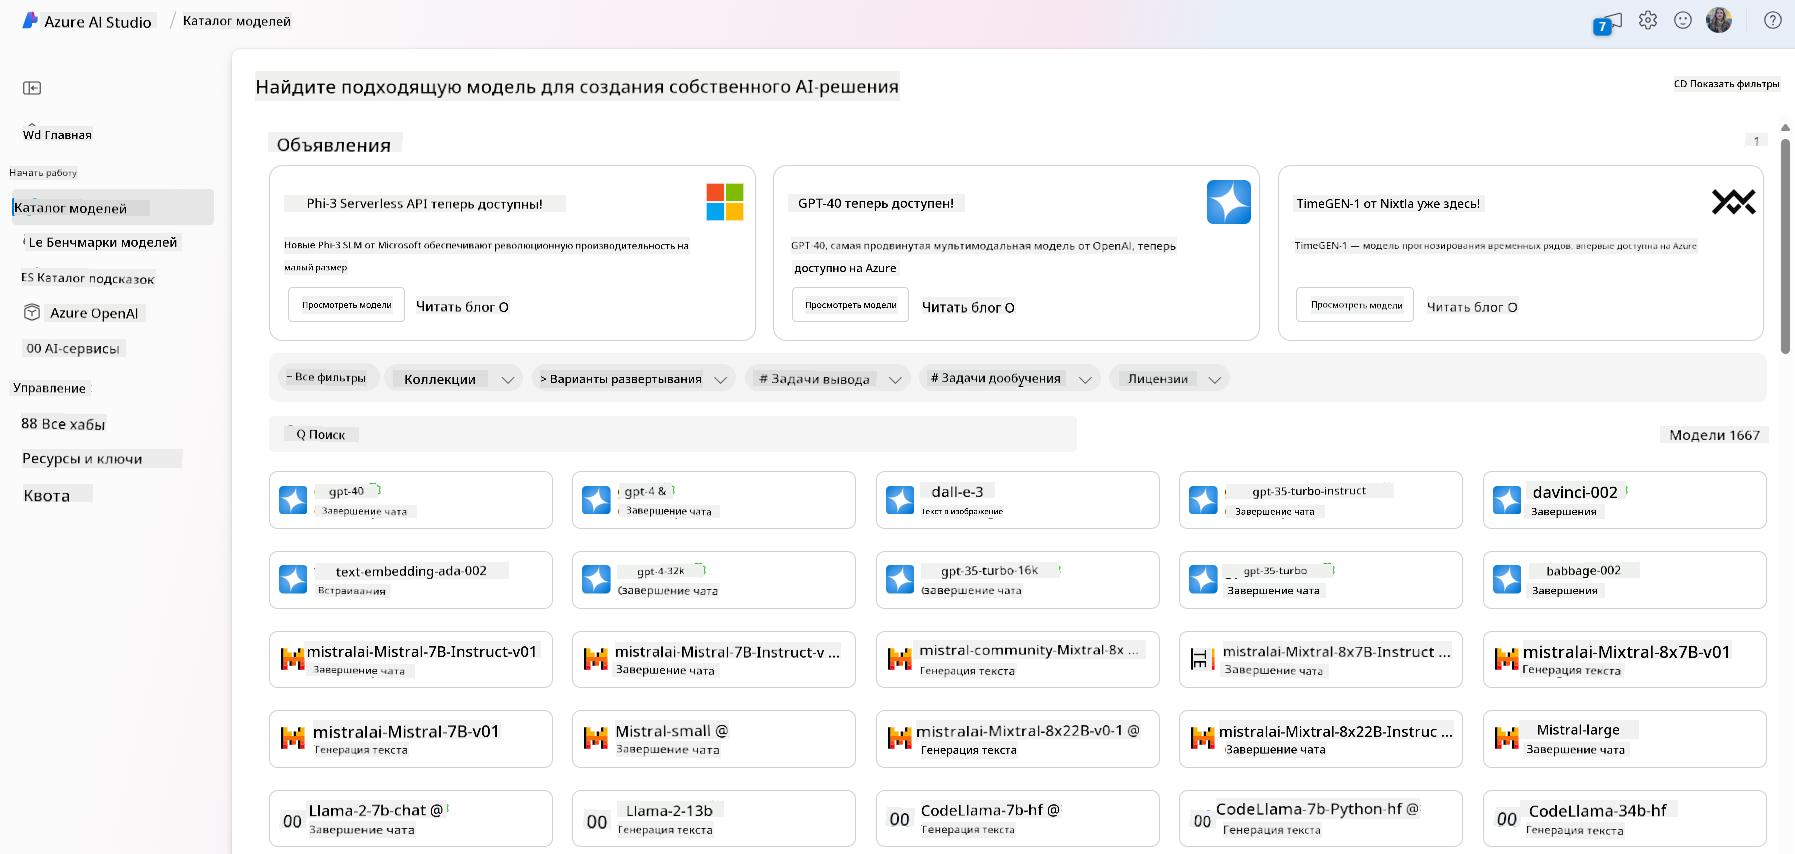 Azure AI Studio / Каталог моделей
7
Найдите подходящую модель для создания собственного AI-решения
CD Показать фильтры
Wd Главная
Начать работу
Каталог моделей
Le Бенчмарки моделей
ES Каталог подсказок
Azure OpenAI
00 AI-сервисы
Управление
88 Все хабы
Ресурсы и ключи
Квота
Объявления
1
Phi-3 Serverless API теперь доступны!
Новые Phi-3 SLM от Microsoft обеспечивают революционную производительность на
малый размер
Просмотреть модели
Читать блог O
GPT-40 теперь доступен!
GPT-40, самая продвинутая мультимодальная модель от OpenAI, теперь
доступно на Azure
Просмотреть модели
Читать блог O
TimeGEN-1 от Nixtla уже здесь!
TimeGEN-1 — модель прогнозирования временных рядов, впервые доступна на Azure
Просмотреть модели
Читать блог O
~ Все фильтры
Коллекции
> Варианты развертывания
# Задачи вывода
# Задачи дообучения
Лицензии
Q Поиск
Модели 1667
gpt-40
Завершение чата
gpt-4 &
Завершение чата
dall-e-3
Текст в изображение
gpt-35-turbo-instruct
Завершение чата
davinci-002
Завершения
text-embedding-ada-002
Встраивания
gpt-4-32k
(завершение чата
gpt-35-turbo-16k
(завершение чата
gpt-35-turbo
Завершение чата
babbage-002
Завершения
mistralai-Mistral-7B-Instruct-v01
Завершение чата
mistralai-Mistral-7B-Instruct-v ...
Завершение чата
mistral-community-Mixtral-8x ...
Генерация текста
mistralai-Mixtral-8x7B-Instruct ...
Завершение чата
mistralai-Mixtral-8x7B-v01
Генерация текста
mistralai-Mistral-7B-v01
Генерация текста
Mistral-small @
Завершение чата
mistralai-Mixtral-8x22B-v0-1 @
Генерация текста
mistralai-Mixtral-8x22B-Instruc ...
Завершение чата
Mistral-large
Завершение чата
00 Llama-2-7b-chat @
Завершение чата
00 Llama-2-13b
Генерация текста
00 CodeLlama-7b-hf @
Генерация текста
00 CodeLlama-7b-Python-hf @
Генерация текста
00 CodeLlama-34b-hf
Генерация текста